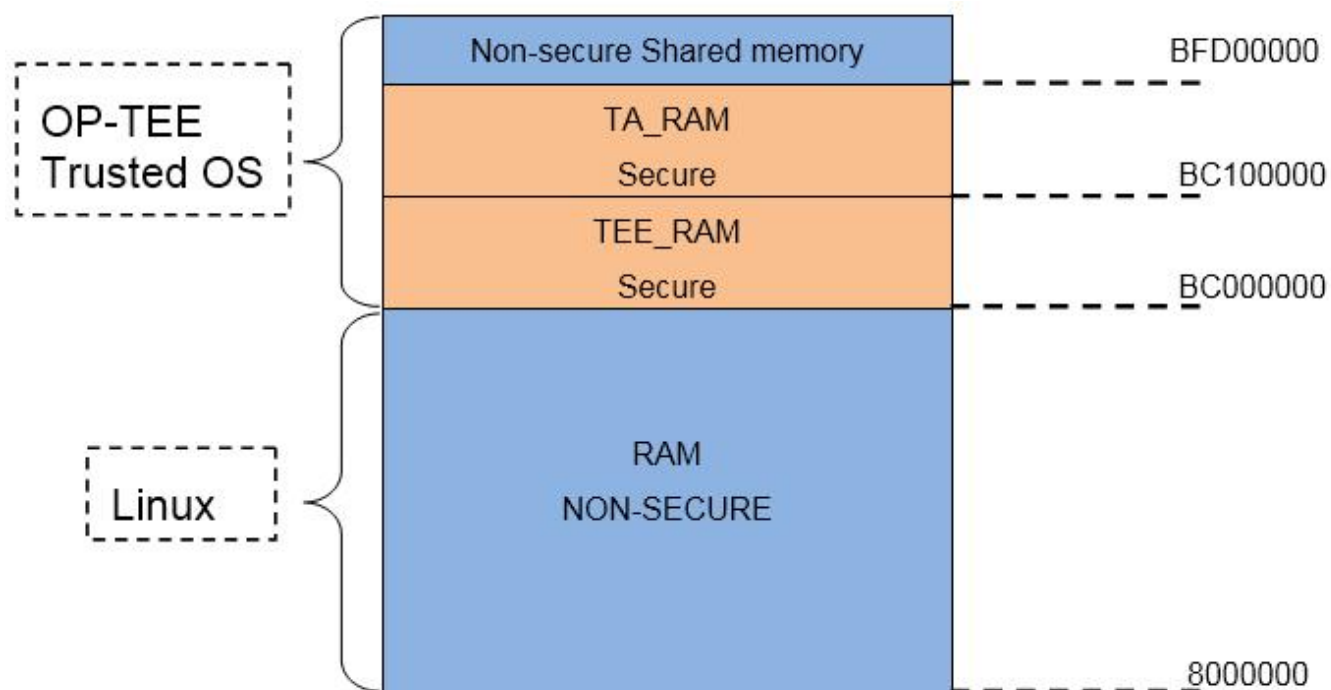 Non-secure Shared memory
BFD00000
OP-TEE
Trusted OS
TA_RAM
Secure
BC100000
TEE_RAM
Secure
BC000000
RAM
NON-SECURE
Linux
8000000